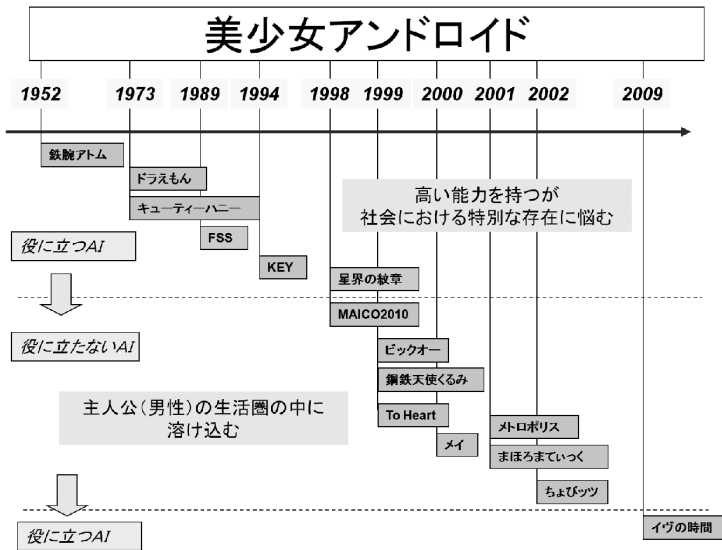 美少女アンドロイド
1952 1973 1989 1994 1998 1999 2000 2001 2002 2009
鉄腕アトム
ドラえもん
キューティーハニー
FSS
KEY
星界の紋章
高い能力を持つが
社会における特別な存在に悩む
役に立つAI
MAICO2010
役に立たないAI
ビックオー
鋼鉄天使くるみ
To Heart
メイ
メトロポリス
まほろまてぃっく
ちょびッツ
主人公(男性)の生活圏の中に
溶け込む
役に立つAI
イヴの時間